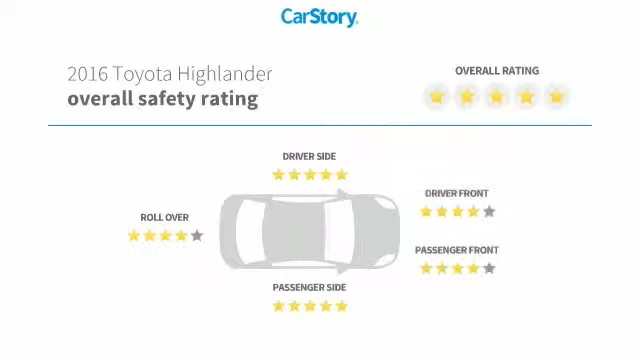 CarStory.
2016 Toyota Highlander
overall safety rating
OVERALL RATING
DRIVER SIDE
DRIVER FRONT
ROLL OVER
PASSENGER FRONT
PASSENGER SIDE